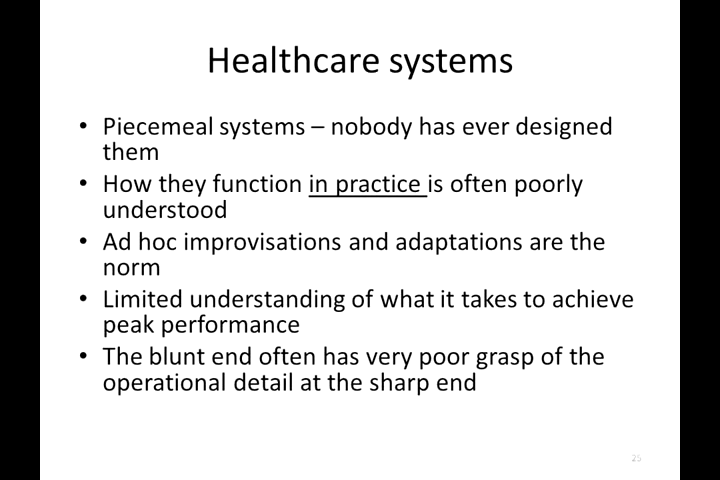 Healthcare systems
• Piecemeal systems – nobody has ever designed
them
• How they function in practice is often poorly
understood
• Ad hoc improvisations and adaptations are the
norm
• Limited understanding of what it takes to achieve
peak performance
• The blunt end often has very poor grasp of the
operational detail at the sharp end
25